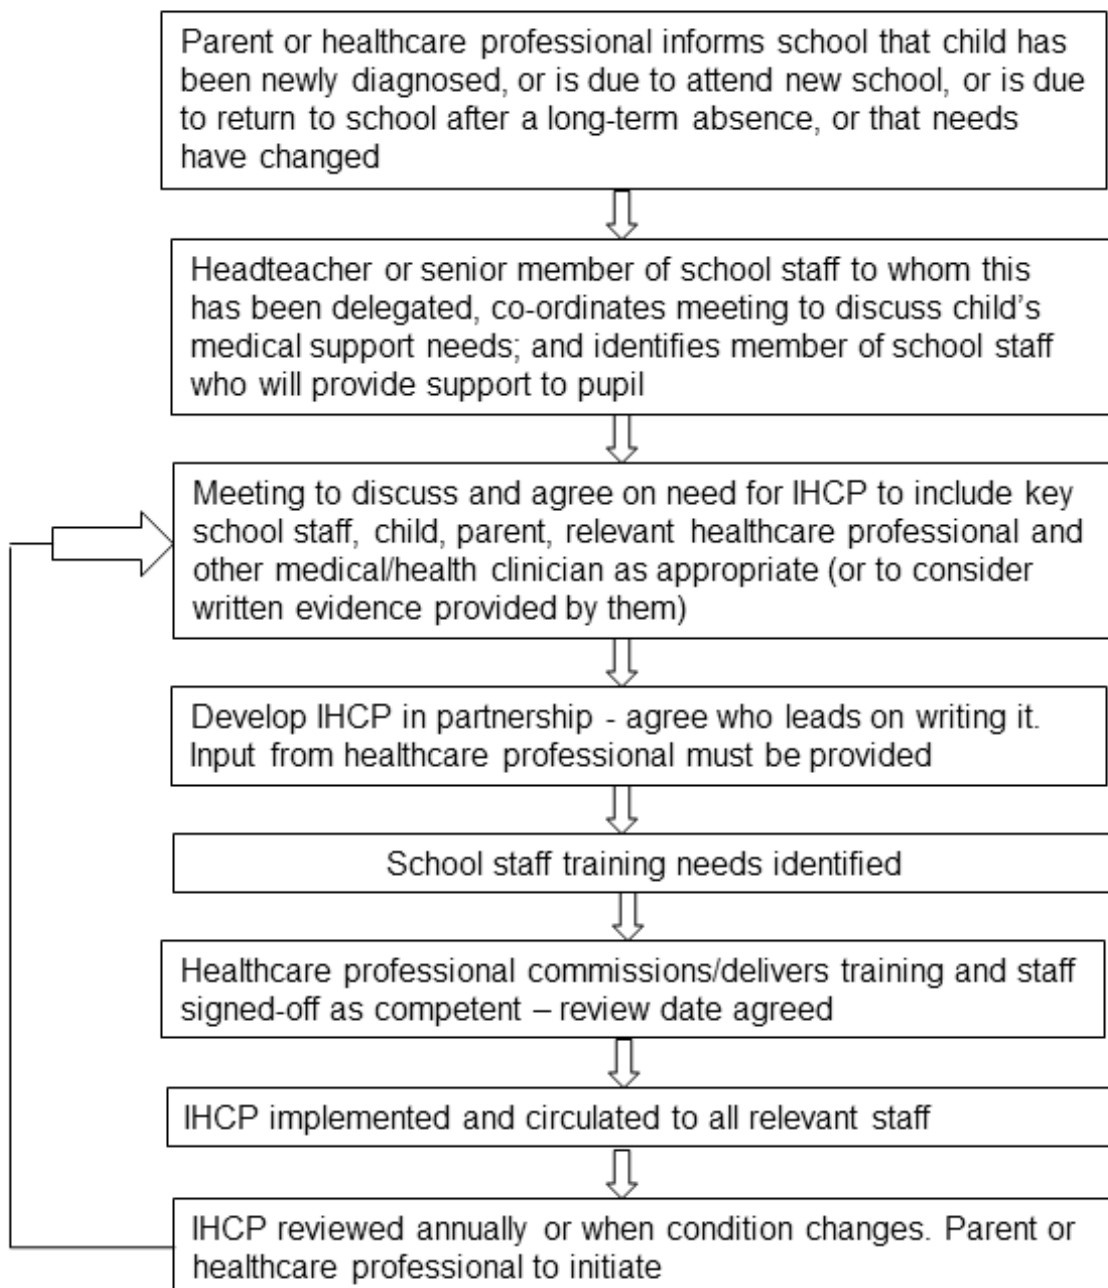 Parent or healthcare professional informs school that child has
been newly diagnosed, or is due to attend new school, or is due
to return to school after a long-term absence, or that needs
have changed
Headteacher or senior member of school staff to whom this
has been delegated, co-ordinates meeting to discuss child's
medical support needs; and identifies member of school staff
who will provide support to pupil
Meeting to discuss and agree on need for IHCP to include key
school staff, child, parent, relevant healthcare professional and
other medical/health clinician as appropriate (or to consider
written evidence provided by them)
Develop IHCP in partnership - agree who leads on writing it.
Input from healthcare professional must be provided
School staff training needs identified
Healthcare professional commissions/delivers training and staff
signed-off as competent – review date agreed
IHCP implemented and circulated to all relevant staff
IHCP reviewed annually or when condition changes. Parent or
healthcare professional to initiate